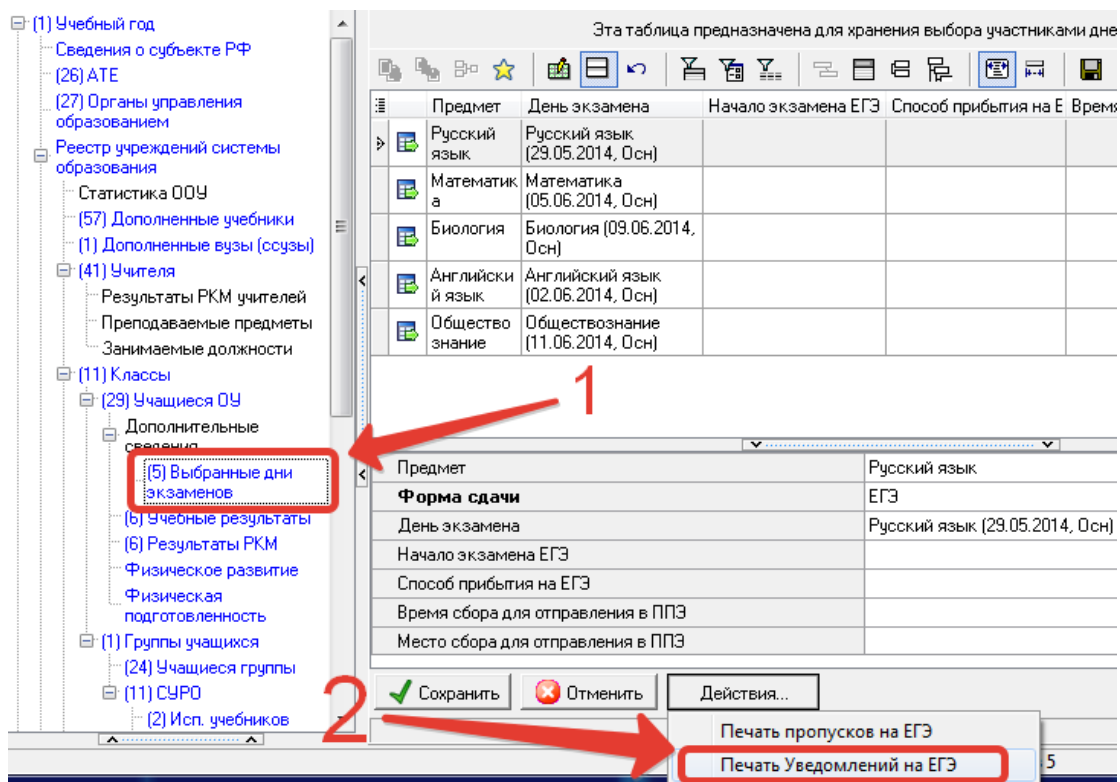 (1) Учебный год
Сведения о субъекте РФ
(26) АТЕ
(27) Органы управления
образованием
Реестр учреждений системы
образования
Статистика ООУ
(57) Дополненные учебники
(1) Дополненные вузы (ссузы)
(41) Учителя
Результаты РКМ учителей
Преподаваемые предметы
Занимаемые должности
(11) Классы
(29) Учащиеся ОУ
Дополнительные
сведения
(5) Выбранные дни
экзаменов
(6) Учебные результаты
(6) Результаты РКМ
Физическое развитие
Физическая
подготовленность
(1) Группы учащихся
(24) Учащиеся группы
(11) СУРО
(2) Исп. учебников
Эта таблица предназначена для хранения выбора участниками дне
Предмет День экзамена Начало экзамена ЕГЭ Способ прибытия на Е Время
Русский Русский язык
язык (29.05.2014, Осн)
Математик Математика
а (05.06.2014, Осн)
Биология Биология (09.06.2014,
Осн)
Английски Английский язык
й язык (02.06.2014, Осн)
Общество Обществознание
знание (11.06.2014, Осн)
1
Предмет Русский язык
Форма сдачи ЕГЭ
День экзамена Русский язык (29.05.2014, Осн)
Начало экзамена ЕГЭ
Способ прибытия на ЕГЭ
Время сбора для отправления в ППЭ
Место сбора для отправления в ППЭ
2
Сохранить Отменить Действия...
Печать пропусков на ЕГЭ
Печать Уведомлений на ЕГЭ
5